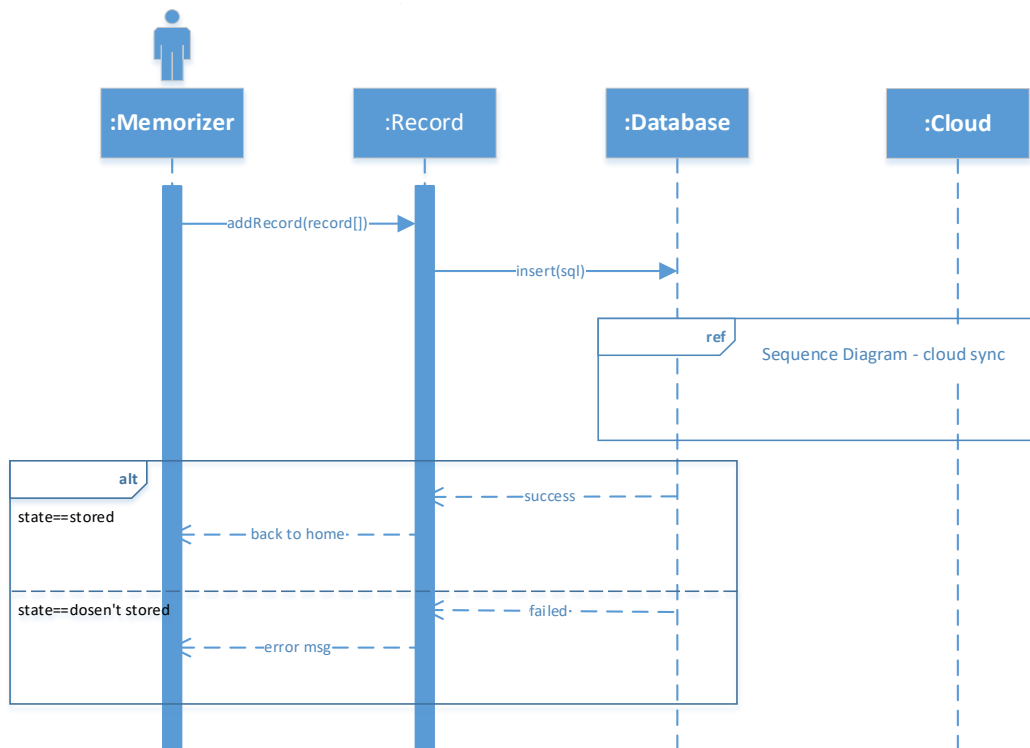 :Memorizer
:Record
:Database
:Cloud
addRecord(record[])
insert(sql)
ref
Sequence Diagram - cloud sync
alt
success
state==stored
back to home
state==dosen't stored
failed
error msg